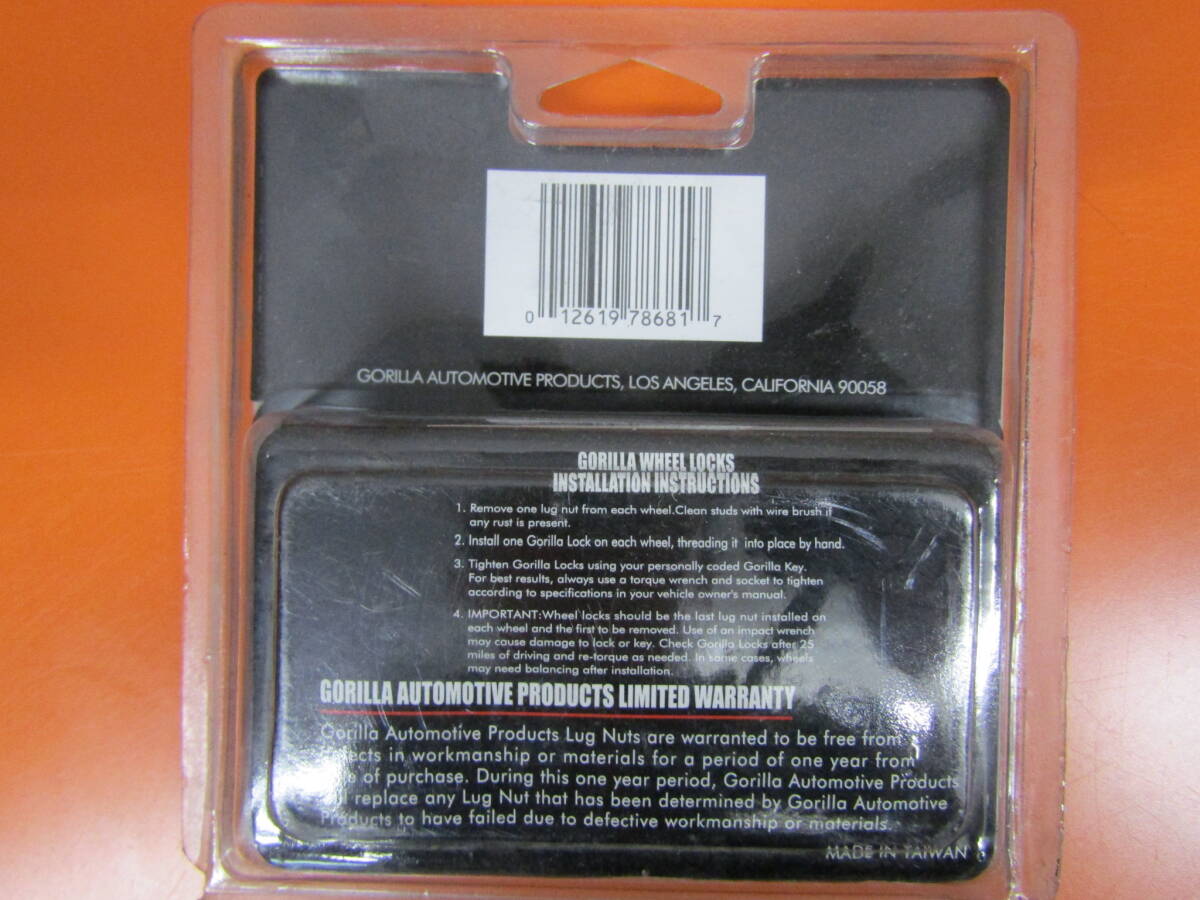 0 12619 78681 7
GORILLA AUTOMOTIVE PRODUCTS, LOS ANGELES, CALIFORNIA 90058
GORILLA WHEEL LOCKS
INSTALLATION INSTRUCTIONS
1. Remove one lug nut from each wheel.Clean studs with wire brush if
any rust is present.
2. Install one Gorilla Lock on each wheel, threading it into place by hand.
3. Tighten Gorilla Locks using your personally coded Gorilla Key.
For best results, always use a torque wrench and socket to tighten
according to specifications in your vehicle owner's manual.
4. IMPORTANT:Wheel locks should be the last lug nut installed on
each wheel and the first to be removed. Use of an impact wrench
may cause damage to lock or key. Check Gorilla Locks after 25
miles of driving and re-torque as needed. In some cases, wheels
may need balancing after installation.
GORILLA AUTOMOTIVE PRODUCTS LIMITED WARRANTY
Gorilla Automotive Products Lug Nuts are warranted to be free from
defects in workmanship or materials for a period of one year from
of purchase. During this one year period, Gorilla Automotive Products
replace any Lug Nut that has been determined by Gorilla Automotive
Products to have failed due to defective workmanship or materials.
MADE IN TAIWAN